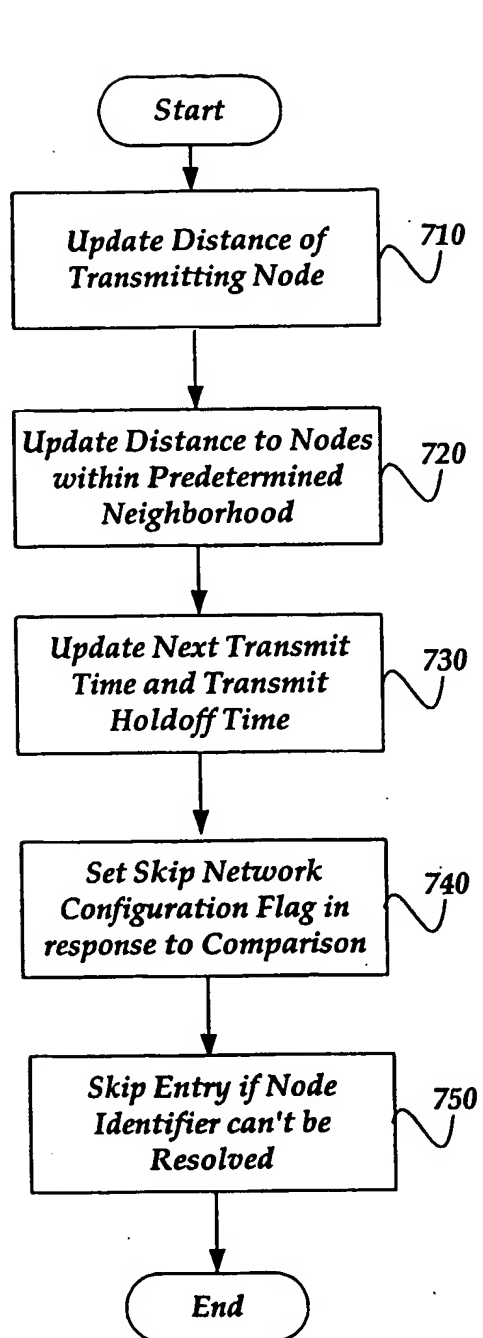 Start
Update Distance of
Transmitting Node
710
Update Distance to Nodes
within Predetermined
Neighborhood
720
Update Next Transmit
Time and Transmit
Holdoff Time
730
Set Skip Network
Configuration Flag in
response to Comparison
740
Skip Entry if Node
Identifier can't be
Resolved
750
End